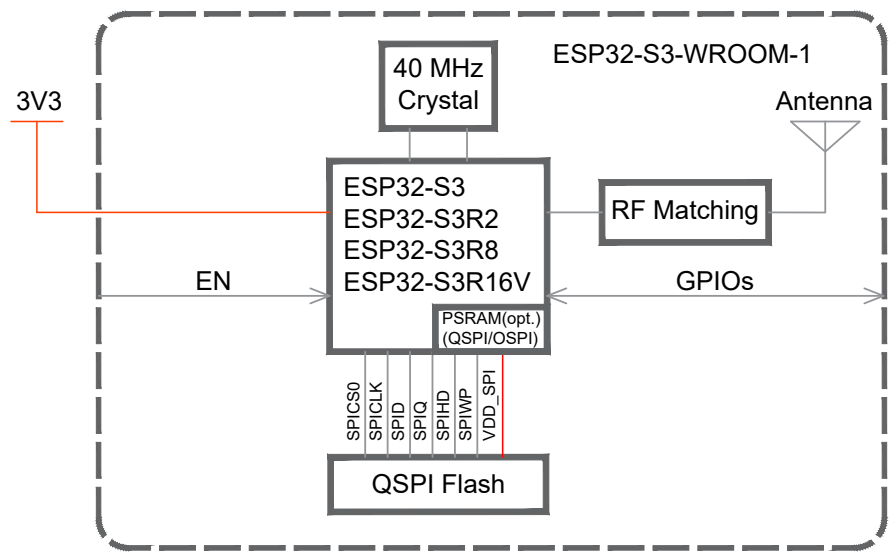 ESP32-S3-WROOM-1
40 MHz
Crystal
3V3
Antenna
ESP32-S3
ESP32-S3R2
ESP32-S3R8
ESP32-S3R16V
RF Matching
EN
GPIOs
PSRAM(opt.)
(QSPI/OSPI)
SPICS0
SPICLK
SPID
SPIQ
SPIHD
SPIWP
VDD_SPI
QSPI Flash